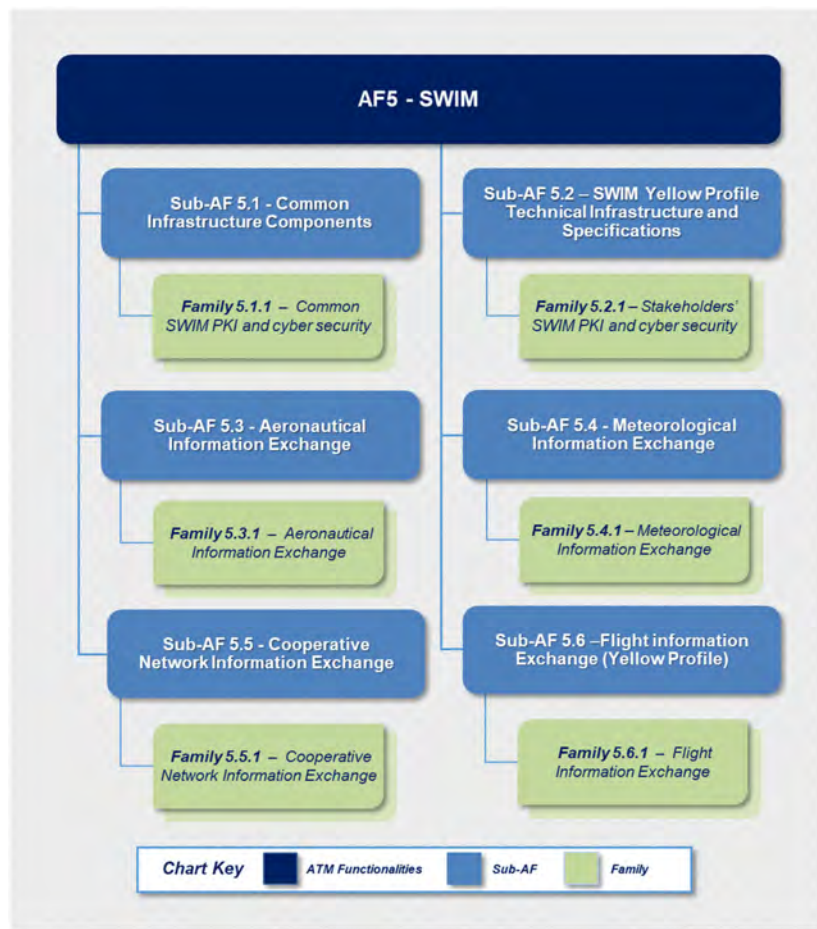 AF5 - SWIM
Sub-AF 5.1 - Common
Infrastructure Components
Sub-AF 5.2 – SWIM Yellow Profile
Technical Infrastructure and
Specifications
Family 5.1.1 – Common
SWIM PKI and cyber security
Family 5.2.1 – Stakeholders'
SWIM PKI and cyber security
Sub-AF 5.3 - Aeronautical
Information Exchange
Sub-AF 5.4 - Meteorological
Information Exchange
Family 5.3.1 – Aeronautical
Information Exchange
Family 5.4.1 – Meteorological
Information Exchange
Sub-AF 5.5 - Cooperative
Network Information Exchange
Sub-AF 5.6 –Flight information
Exchange (Yellow Profile)
Family 5.5.1 – Cooperative
Network Information Exchange
Family 5.6.1 – Flight
Information Exchange
Chart Key ATM Functionalities Sub-AF Family